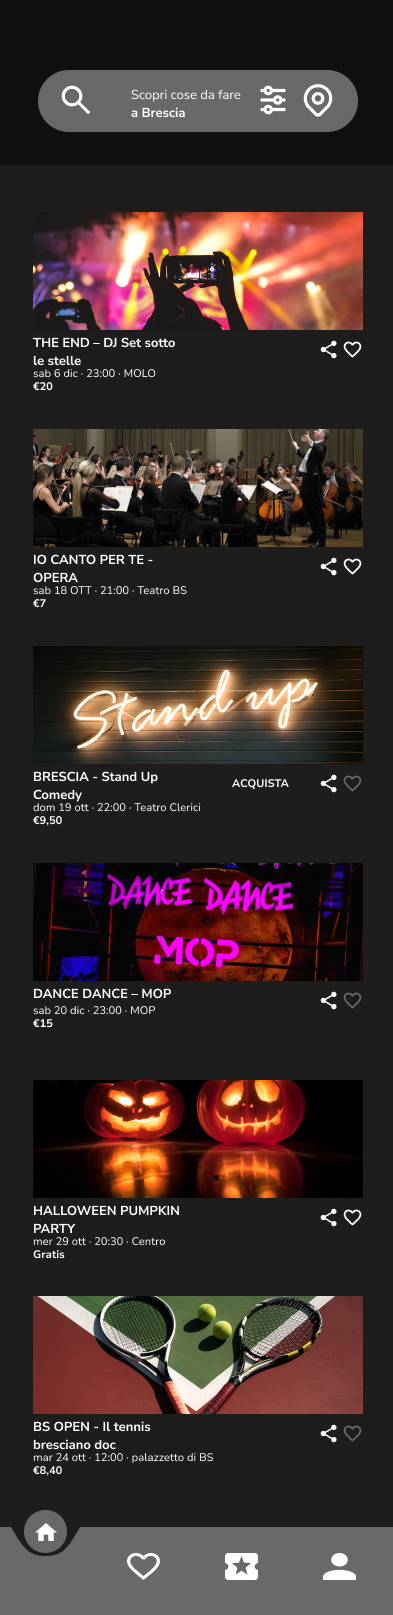 Scopri cose da fare
a Brescia
THE END – DJ Set sotto
le stelle
sab 6 dic · 23:00 · MOLO
€20
IO CANTO PER TE -
OPERA
sab 18 OTT · 21:00 · Teatro BS
€7
Stand up
BRESCIA - Stand Up
Comedy
ACQUISTA
dom 19 ott · 22:00 · Teatro Clerici
€9,50
DANCE DANCE
MOP
DANCE DANCE – MOP
sab 20 dic · 23:00 · MOP
€15
HALLOWEEN PUMPKIN
PARTY
mer 29 ott · 20:30 · Centro
Gratis
BS OPEN - Il tennis
bresciano doc
mar 24 ott · 12:00 · palazzetto di BS
€8,40